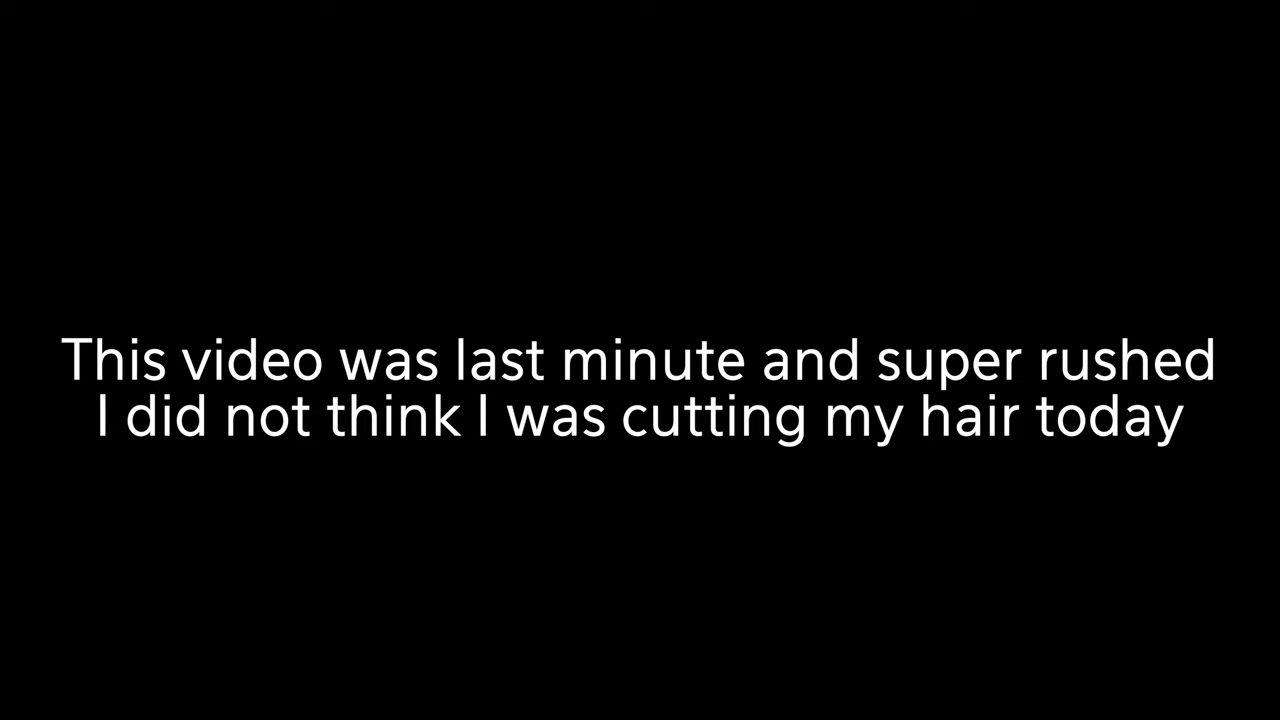 This video was last minute and super rushed
I did not think I was cutting my hair today